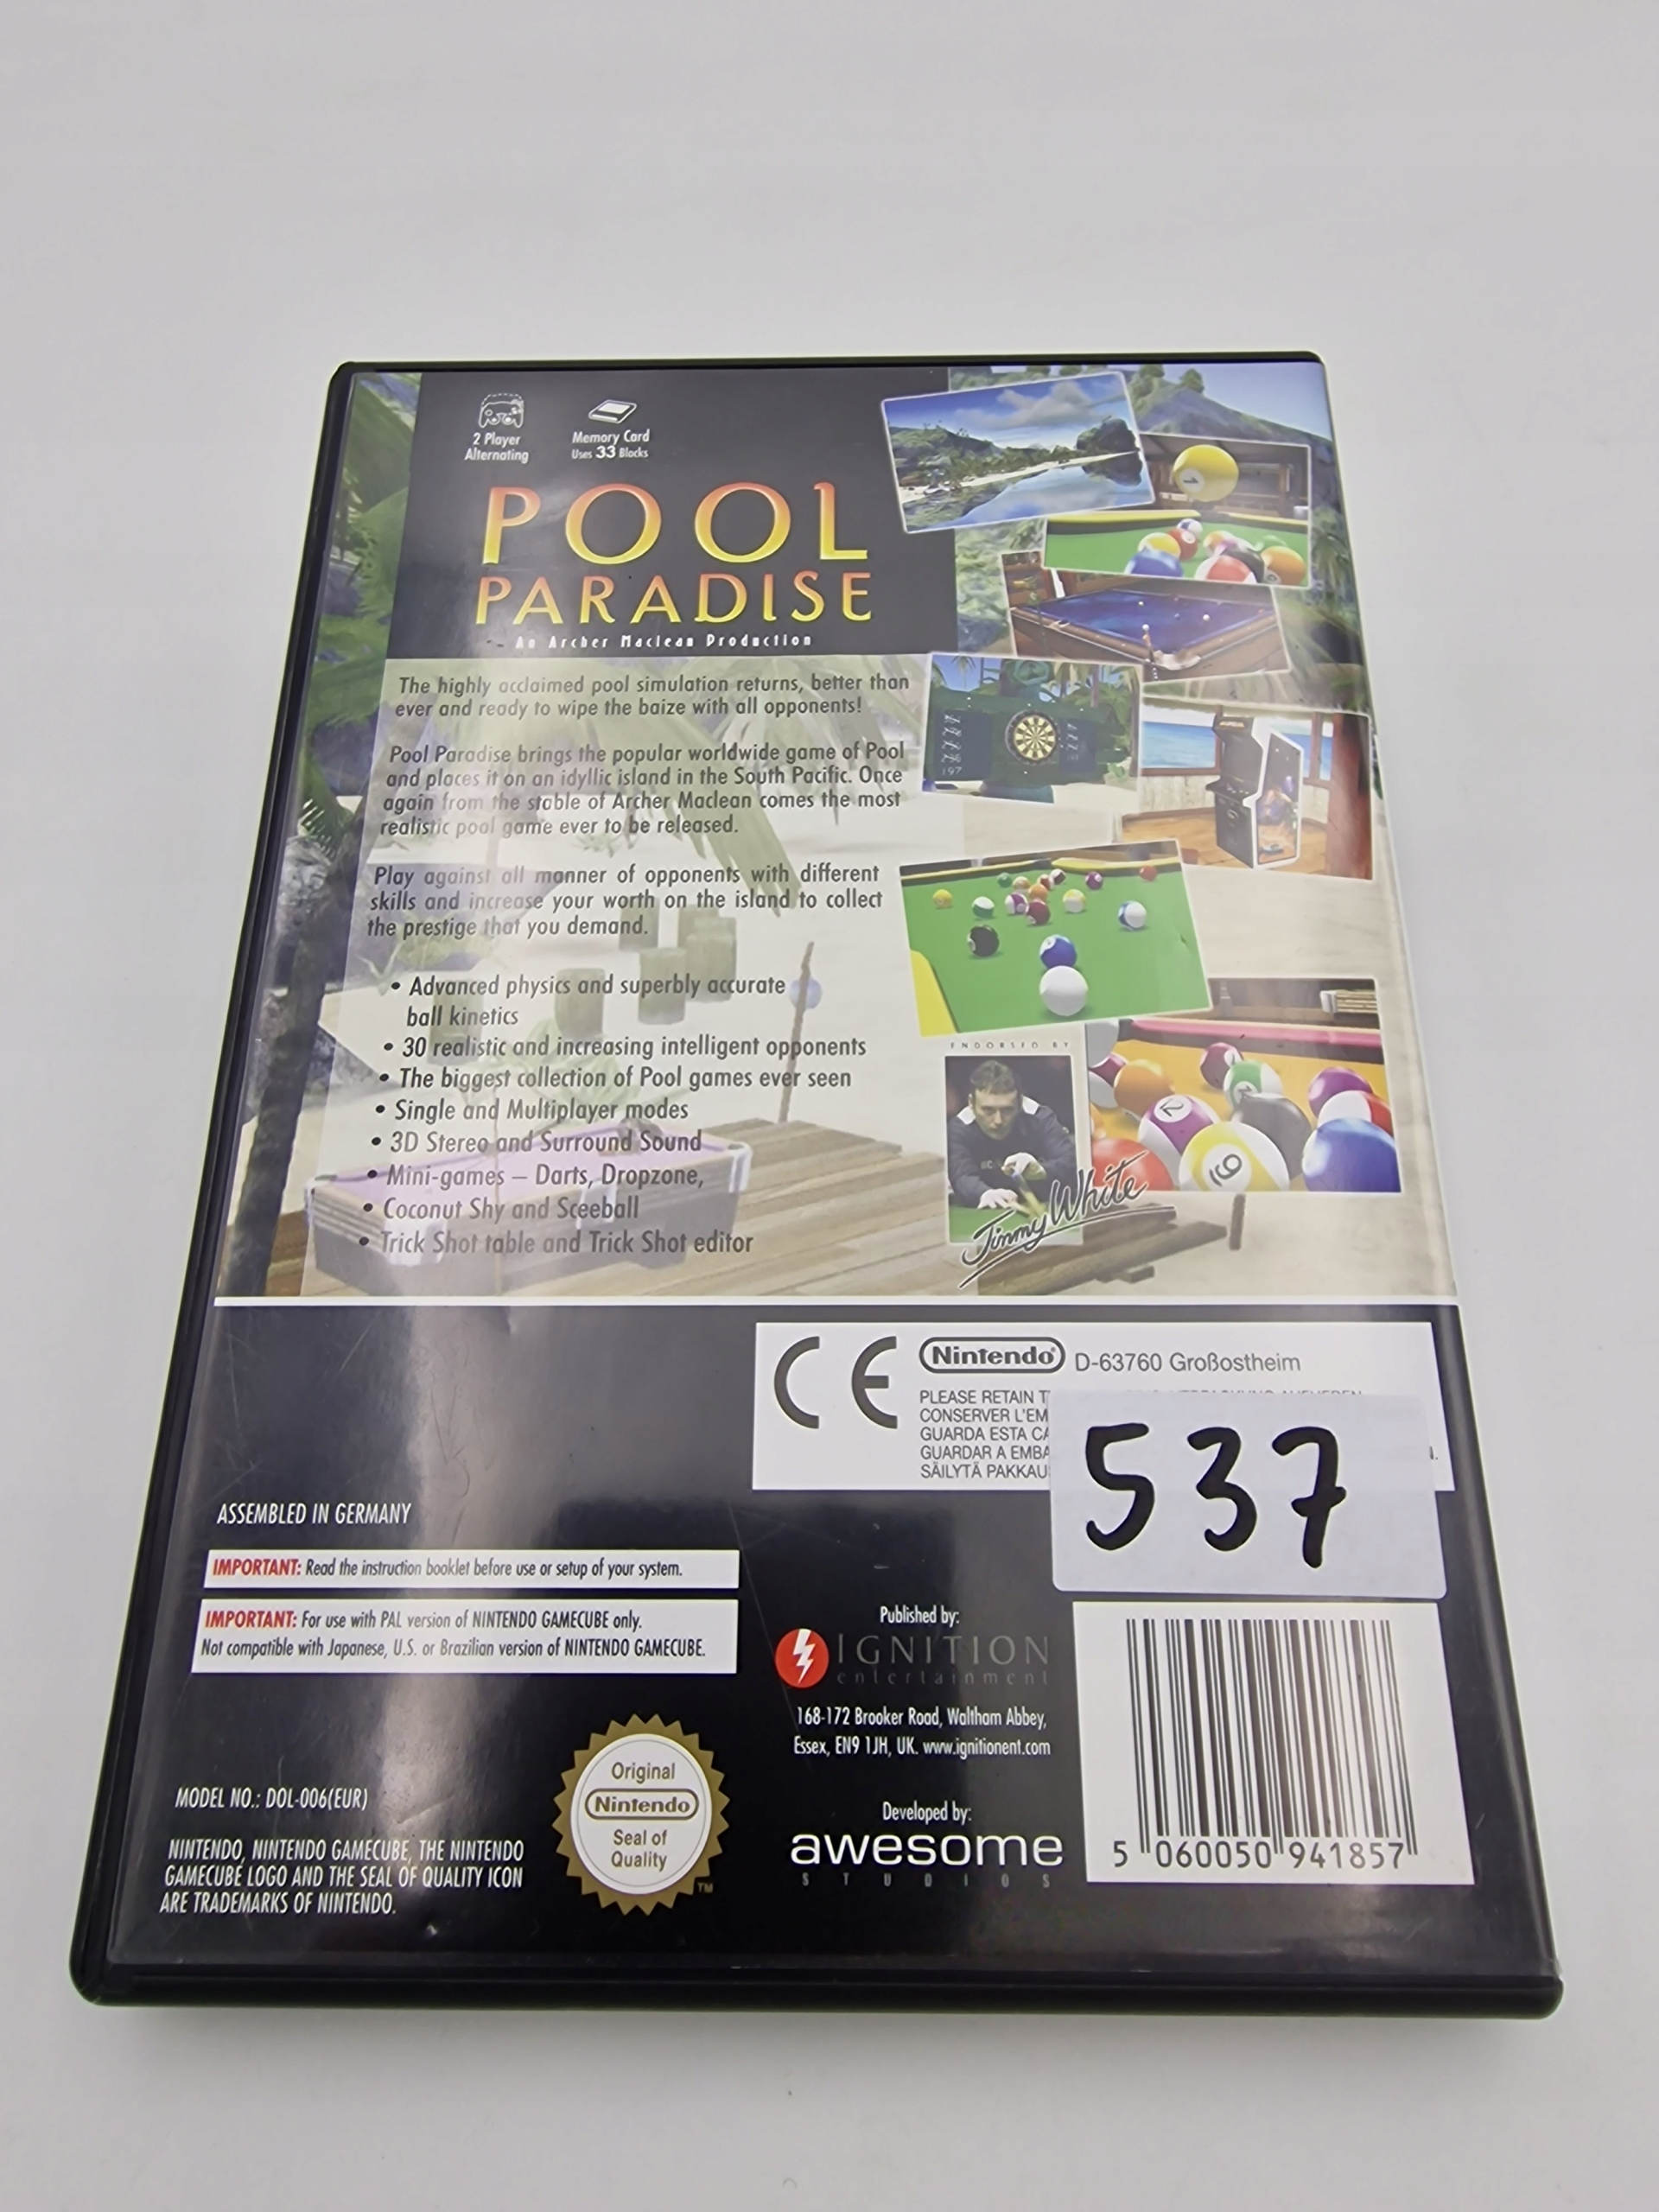 2 Player
Alternating
Memory Card
Uses 33 Blocks
POOL
PARADISE
An Archer Maclean Production
The highly acclaimed pool simulation returns, better than
ever and ready to wipe the baize with all opponents!
Pool Paradise brings the popular worldwide game of Pool
and places it on an idyllic island in the South Pacific. Once
again from the stable of Archer Maclean comes the most
realistic pool game ever to be released.
Play against all manner of opponents with different
skills and increase your worth on the island to collect
the prestige that you demand.
• Advanced physics and superbly accurate
ball kinetics
• 30 realistic and increasing intelligent opponents
• The biggest collection of Pool games ever seen
• Single and Multiplayer modes
• 3D Stereo and Surround Sound
• Mini-games – Darts, Dropzone,
• Coconut Shy and Sceeball
• Trick Shot table and Trick Shot editor
ENDORSED BY
Jimmy White
CE
Nintendo® D-63760 Großostheim
PLEASE RETAIN
CONSERVER L'EM
GUARDA ESTA CA
GUARDAR A EMBA
SÄILYTÄ PAKKAU
537
ASSEMBLED IN GERMANY
IMPORTANT: Read the instruction booklet before use or setup of your system.
IMPORTANT: For use with PAL version of NINTENDO GAMECUBE only.
Not compatible with Japanese, U.S. or Brazilian version of NINTENDO GAMECUBE.
Published by:
IGNITION
entertainment
168-172 Brooker Road, Waltham Abbey,
Essex, EN9 1JH, UK. www.ignitionent.com
Developed by:
awesome
STUDIOS
MODEL NO.: DOL-006(EUR)
NINTENDO, NINTENDO GAMECUBE, THE NINTENDO
GAMECUBE LOGO AND THE SEAL OF QUALITY ICON
ARE TRADEMARKS OF NINTENDO.
Original
Nintendo
Seal of
Quality
TM
5 060050 941857